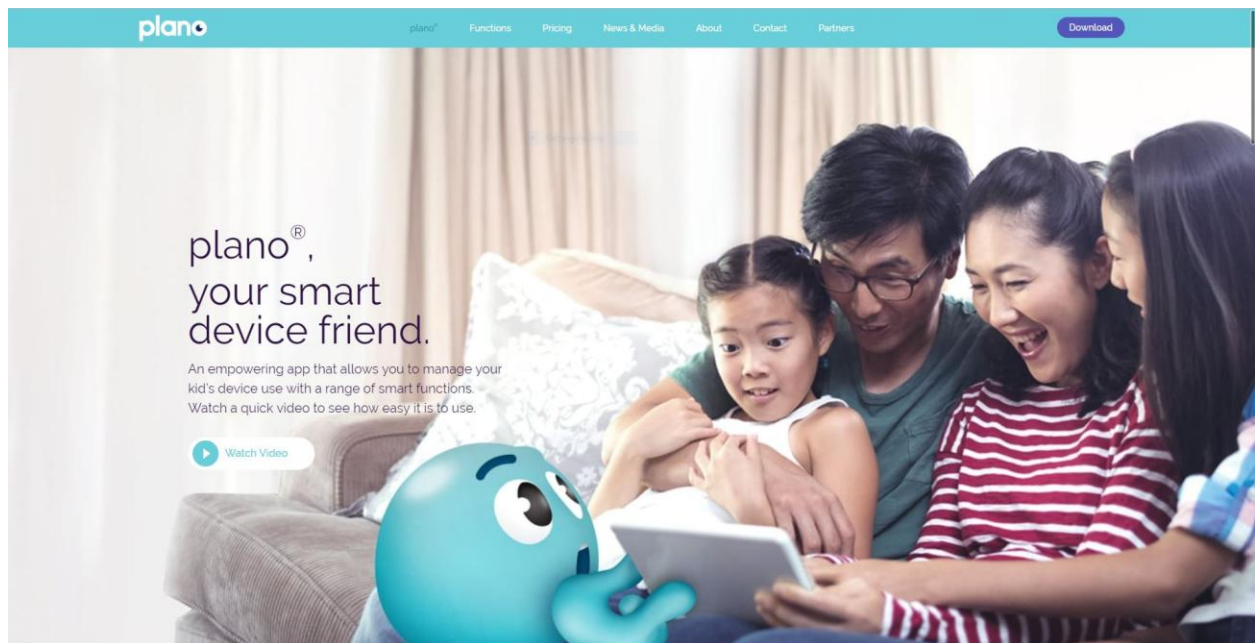 plano
plano® Functions Pricing News & Media About Contact Partners
Download
plano®,
your smart
device friend.
An empowering app that allows you to manage your
kid's device use with a range of smart functions.
Watch a quick video to see how easy it is to use.
Watch Video